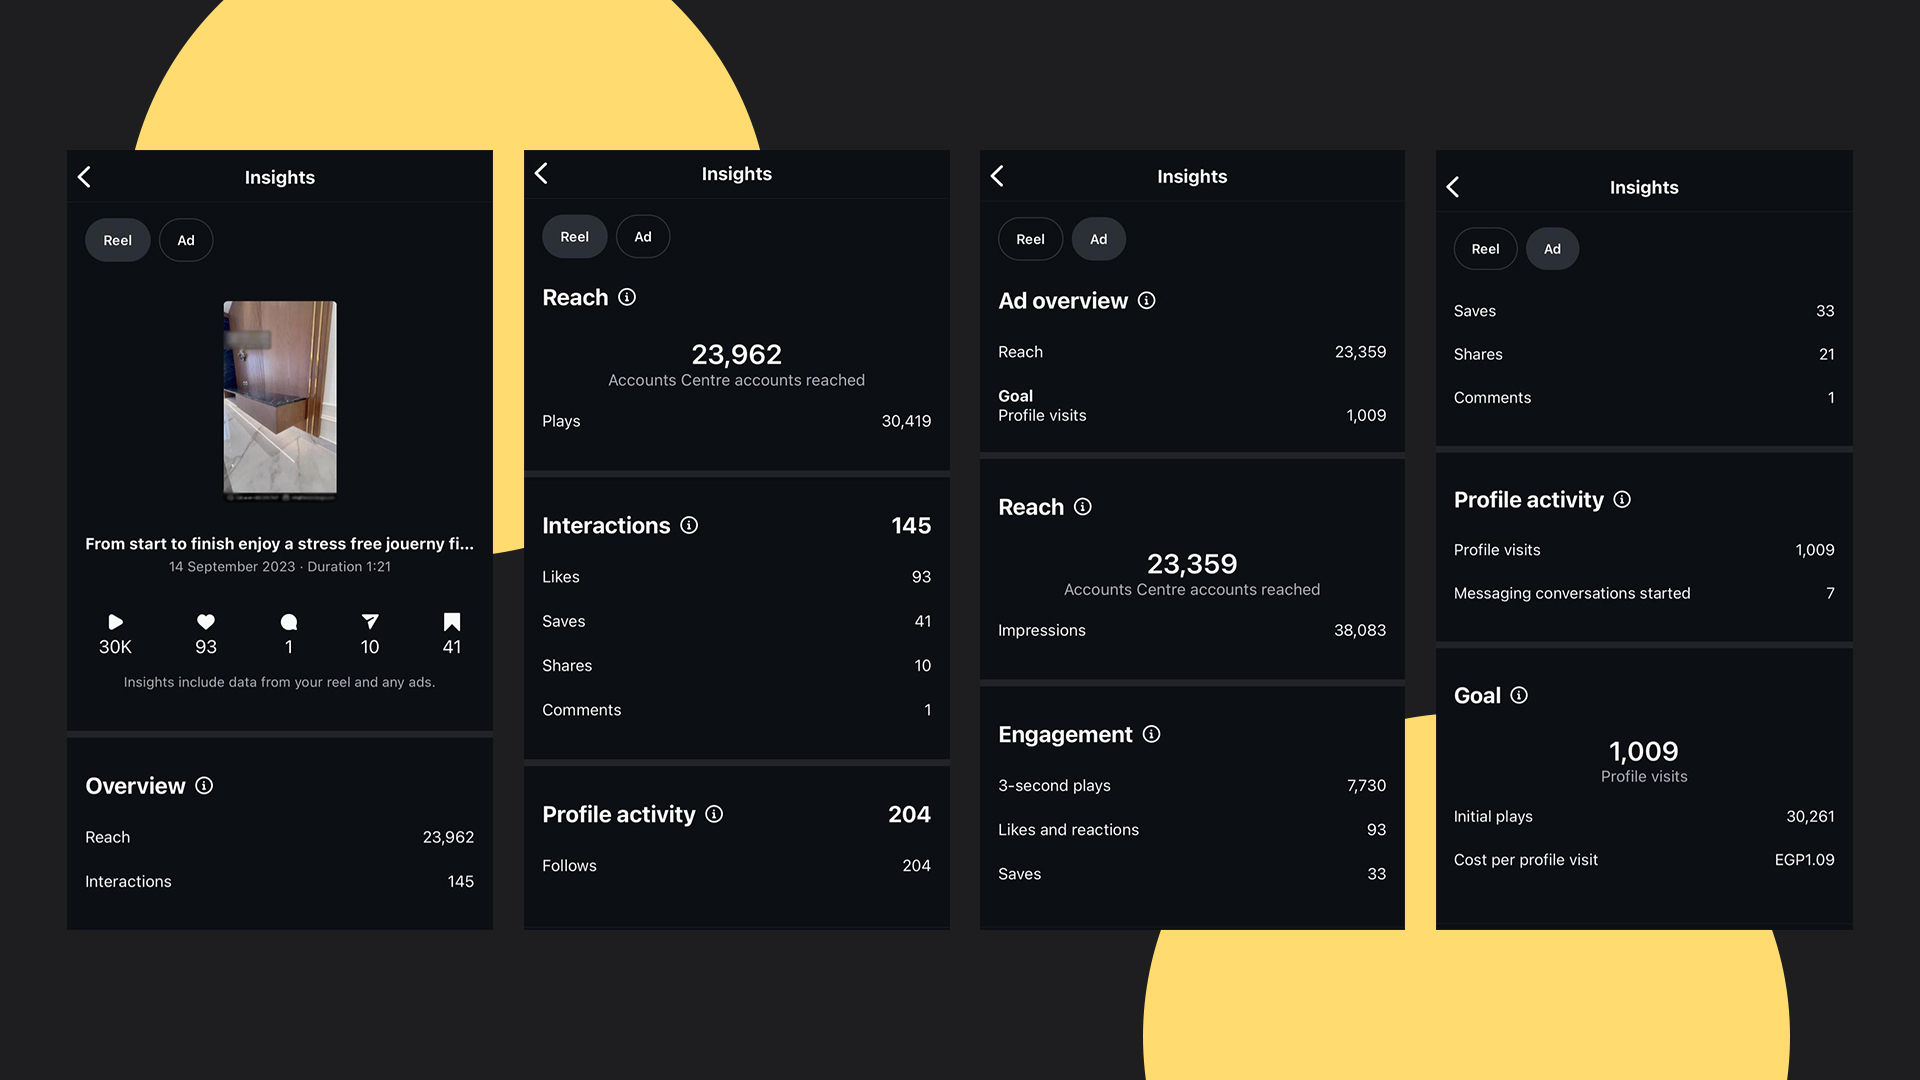 Insights
Reel
Ad
From start to finish enjoy a stress free jouerny fi...
14 September 2023 · Duration 1:21
30K
93
1
10
41
Insights include data from your reel and any ads.
Overview
Reach 23,962
Interactions 145
Insights
Reel
Ad
Reach
23,962
Accounts Centre accounts reached
Plays 30,419
Interactions 145
Likes 93
Saves 41
Shares 10
Comments 1
Profile activity 204
Follows 204
Insights
Reel
Ad
Ad overview
Reach 23,359
Goal
Profile visits 1,009
Reach
23,359
Accounts Centre accounts reached
Impressions 38,083
Engagement
3-second plays 7,730
Likes and reactions 93
Saves 33
Insights
Reel
Ad
Saves 33
Shares 21
Comments 1
Profile activity
Profile visits 1,009
Messaging conversations started 7
Goal
1,009
Profile visits
Initial plays 30,261
Cost per profile visit EGP1.09